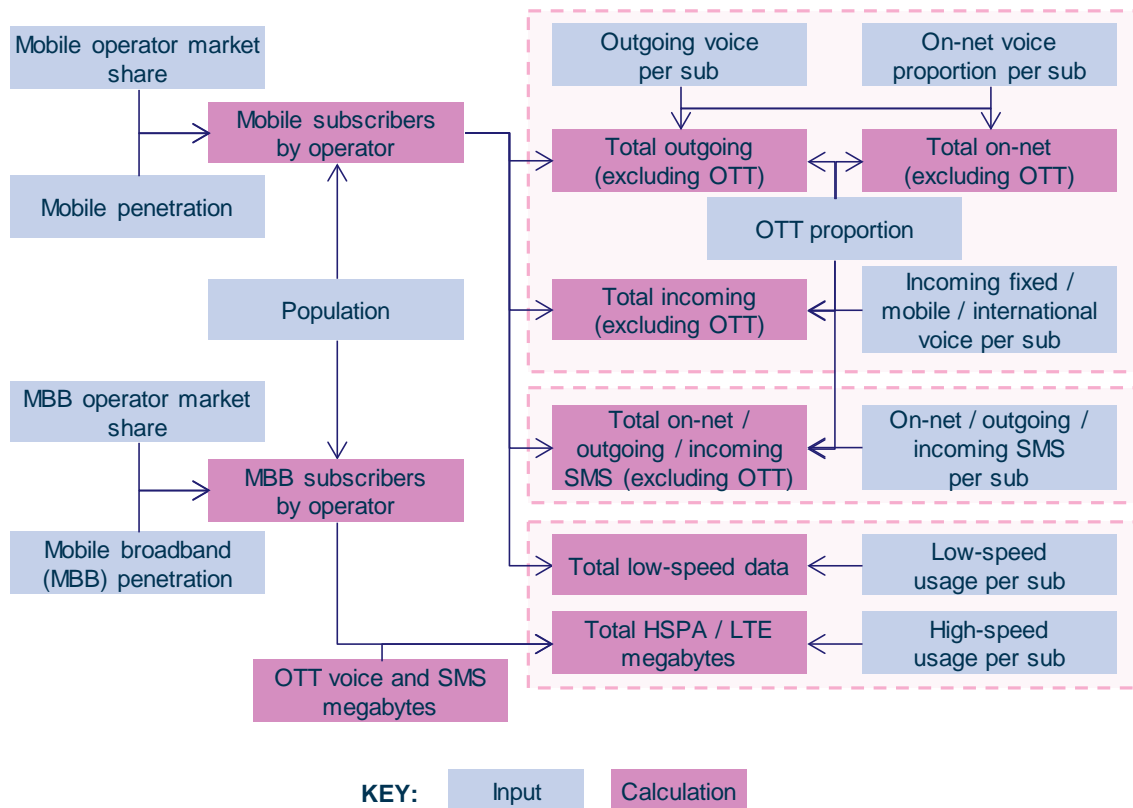 Mobile operator market
share
Mobile subscribers
by operator
Mobile penetration
Population
MBB operator market
share
MBB subscribers
by operator
Mobile broadband
(MBB) penetration
OTT voice and SMS
megabytes
Outgoing voice
per sub
On-net voice
proportion per sub
Total outgoing
(excluding OTT)
Total on-net
(excluding OTT)
OTT proportion
Total incoming
(excluding OTT)
Incoming fixed /
mobile / international
voice per sub
Total on-net /
outgoing / incoming
SMS (excluding OTT)
On-net / outgoing /
incoming SMS
per sub
Total low-speed data
Low-speed
usage per sub
Total HSPA / LTE
megabytes
High-speed
usage per sub
KEY:
Input
Calculation